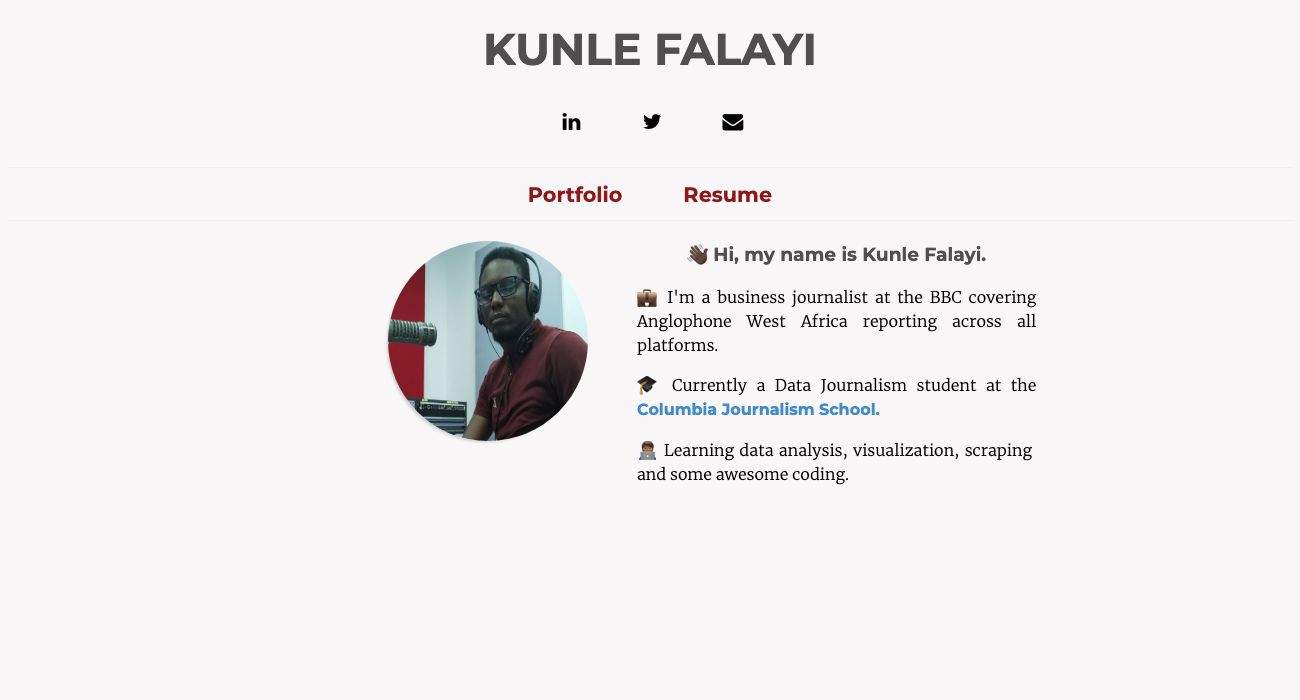 KUNLE FALAYI
Portfolio Resume
👋🏿 Hi, my name is Kunle Falayi.
💼 I'm a business journalist at the BBC covering
Anglophone West Africa reporting across all
platforms.
🎓 Currently a Data Journalism student at the
Columbia Journalism School.
👨🏾‍💻 Learning data analysis, visualization, scraping
and some awesome coding.